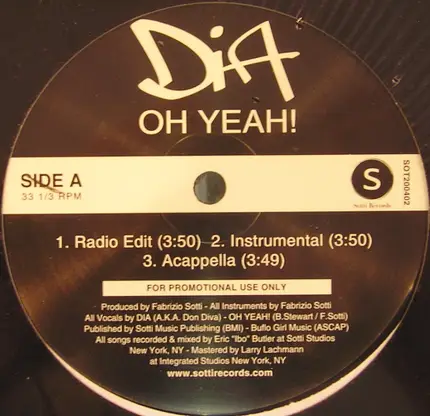 DiA
OH YEAH!
SIDE A
33 1/3 RPM
S
Sotti Records
SOT200402
1. Radio Edit (3:50) 2. Instrumental (3:50)
3. Acappella (3:49)
FOR PROMOTIONAL USE ONLY
Produced by Fabrizio Sotti - All Instruments by Fabrizio Sotti
All Vocals by DIA (A.K.A. Don Diva) - OH YEAH! (B.Stewart / F.Sotti)
Published by Sotti Music Publishing (BMI) - Buflo Girl Music (ASCAP)
All songs recorded & mixed by Eric "Ibo" Butler at Sotti Studios
New York, NY - Mastered by Larry Lachmann
at Integrated Studios New York, NY
www.sottirecords.com